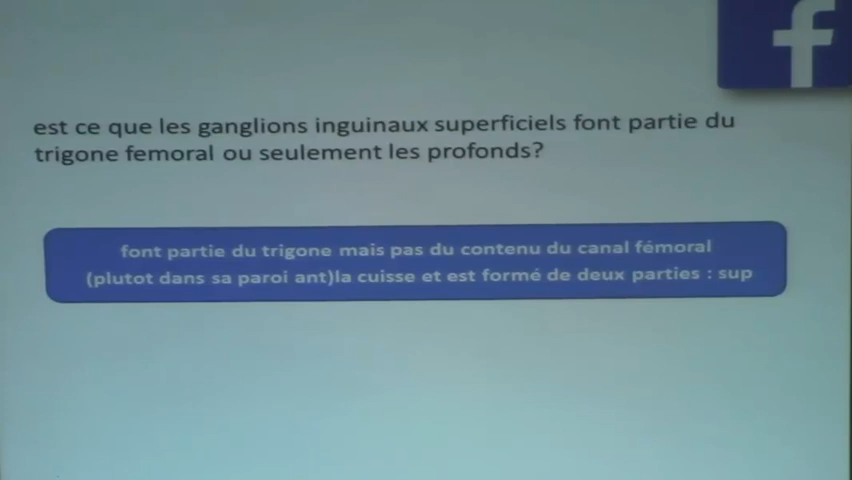 f
est ce que les ganglions inguinaux superficiels font partie du
trigone femoral ou seulement les profonds?
font partie du trigone mais pas du contenu du canal fémoral
(plutot dans sa paroi ant)la cuisse et est formé de deux parties : sup